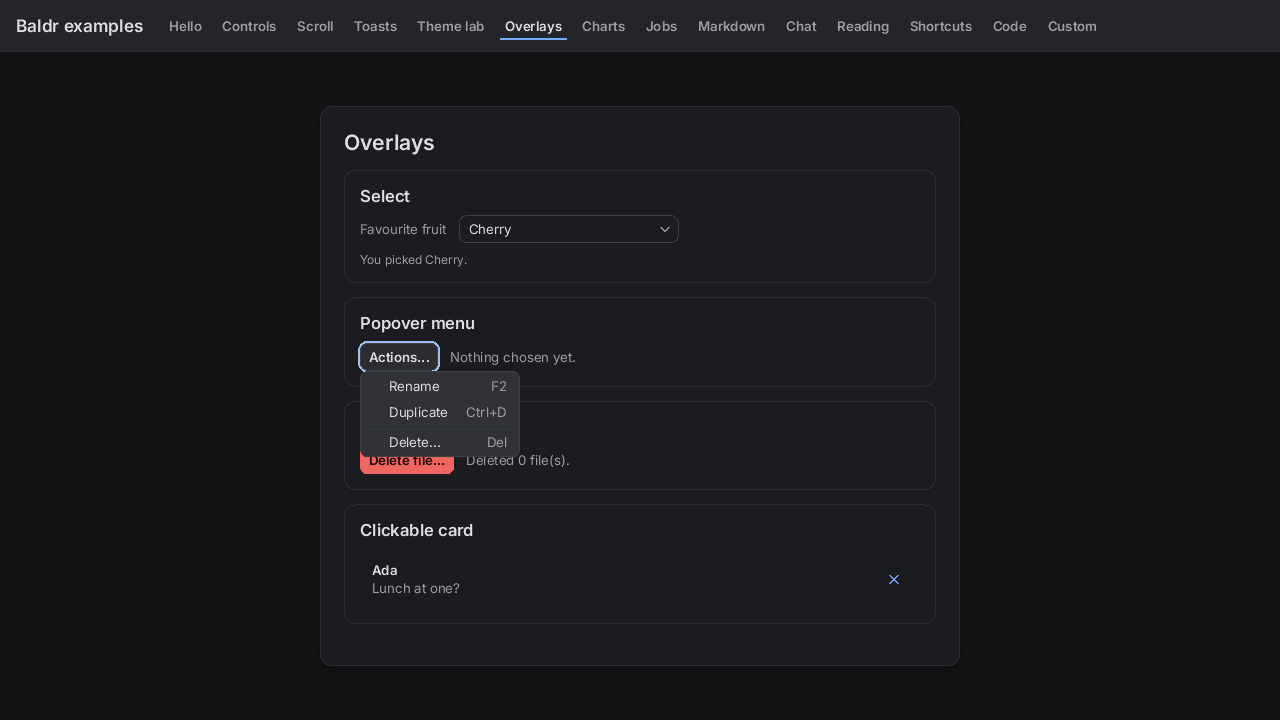 Baldr examples Hello Controls Scroll Toasts Theme lab Overlays Charts Jobs Markdown Chat Reading Shortcuts Code Custom
Overlays
Select
Favourite fruit Cherry
You picked Cherry.
Popover menu
Actions... Nothing chosen yet.
Rename F2
Duplicate Ctrl+D
Delete... Del
Delete file... Deleted 0 file(s).
Clickable card
Ada
Lunch at one?